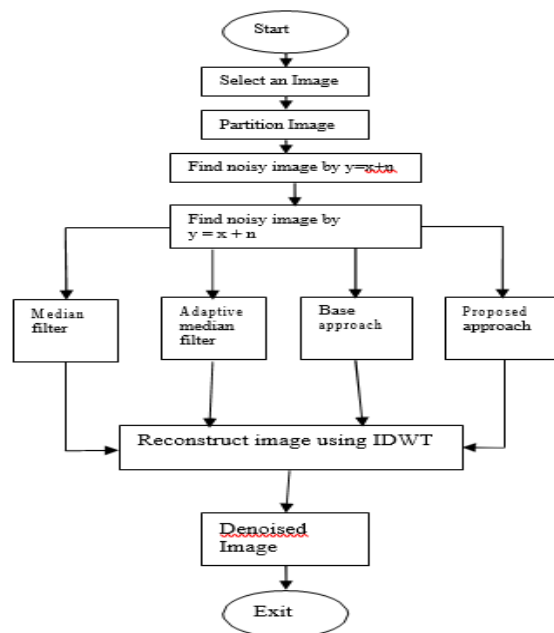 Start
Select an Image
Partition Image
Find noisy image by y=x+n
Find noisy image by
y = x + n
Median
filter
Adaptive
median
filter
Base
approach
Proposed
approach
Reconstruct image using IDWT
Denoised
Image
Exit